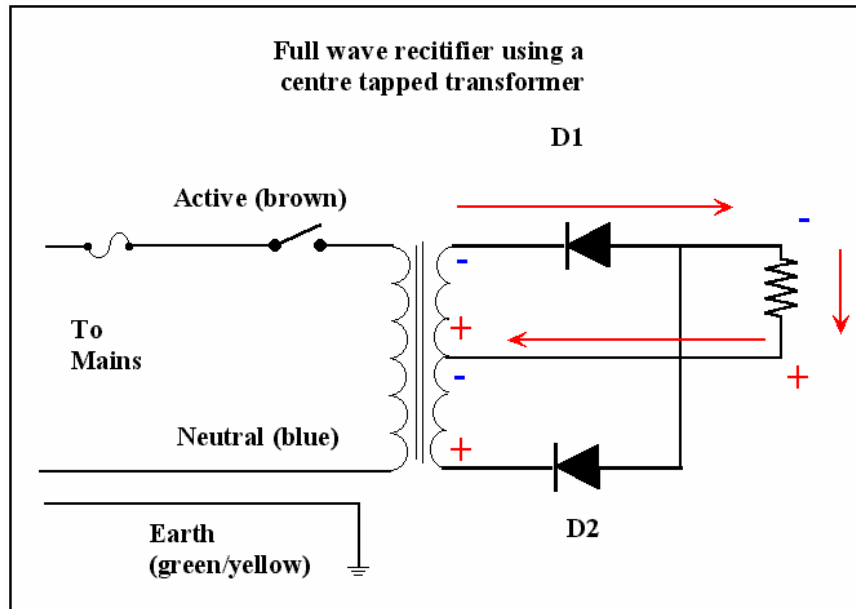 Full wave recitifier using a
centre tapped transformer
D1
Active (brown)
-
-
+
To
Mains
-
+
Neutral (blue)
+
D2
Earth
(green/yellow)